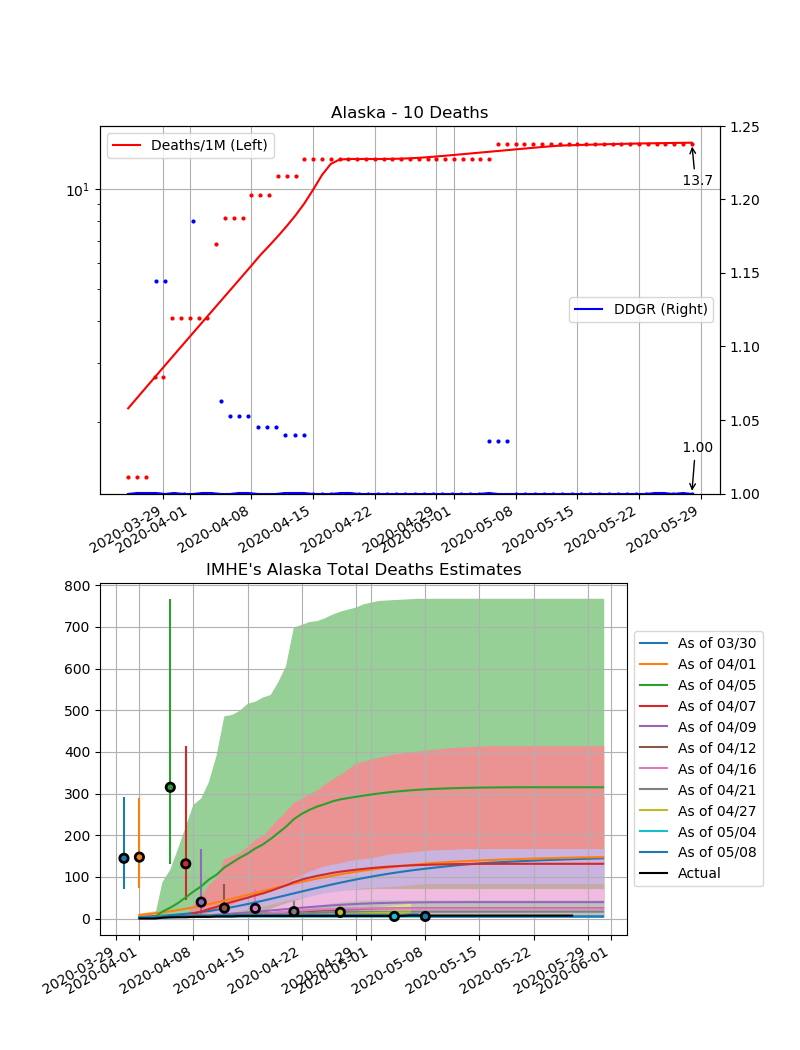 Alaska - 10 Deaths
Deaths/1M (Left)
DDGR (Right)
10^1
13.7
1.00
1.25
1.20
1.15
1.10
1.05
1.00
2020-03-29
2020-04-01
2020-04-08
2020-04-15
2020-04-22
2020-04-29
2020-05-01
2020-05-08
2020-05-15
2020-05-22
2020-05-29
IMHE's Alaska Total Deaths Estimates
800
700
600
500
400
300
200
100
0
2020-03-29
2020-04-01
2020-04-08
2020-04-15
2020-04-22
2020-04-29
2020-05-01
2020-05-08
2020-05-15
2020-05-22
2020-05-29
2020-06-01
As of 03/30
As of 04/01
As of 04/05
As of 04/07
As of 04/09
As of 04/12
As of 04/16
As of 04/21
As of 04/27
As of 05/04
As of 05/08
Actual